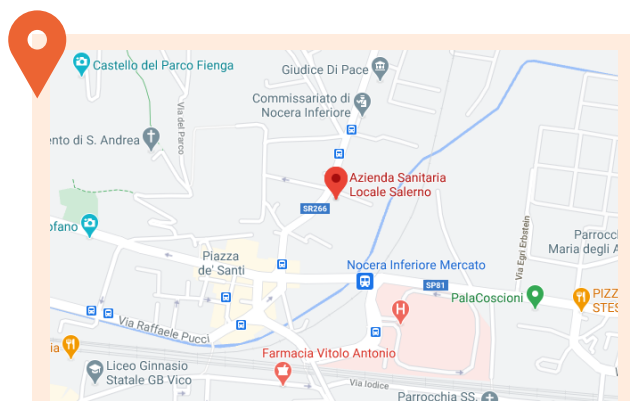 Castello del Parco Fienga
Giudice Di Pace
Commissariato di
Nocera Inferiore
Via del Parco
nto di S. Andrea
Azienda Sanitaria
Locale Salerno
SR266
ofano
Via Egri Erbstein
Parrocc
Maria degli A
Piazza
de' Santi
Nocera Inferiore Mercato
SP81
PalaCoscioni
PIZZ
STES
H
Via Raffaele Pucci
ia
Farmacia Vitolo Antonio
Liceo Ginnasio
Statale GB Vico
Via Iodice
Parrocchia SS.